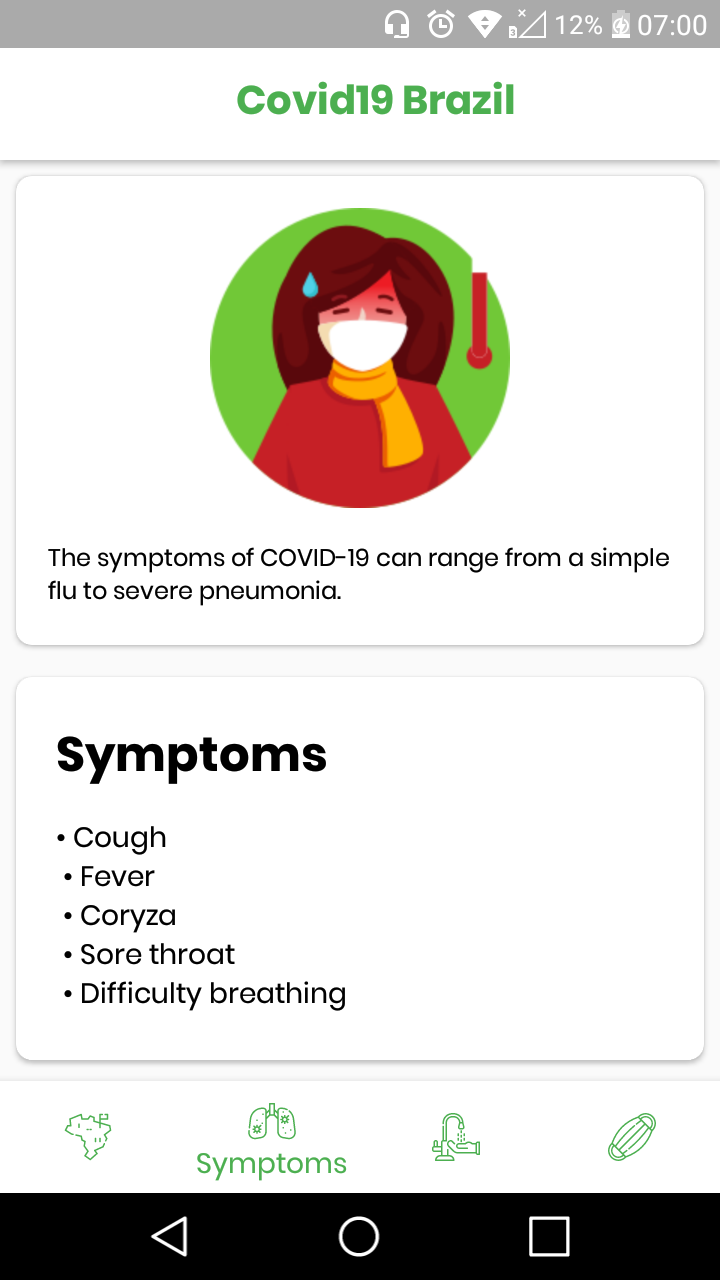 12% 07:00
Covid19 Brazil
The symptoms of COVID-19 can range from a simple
flu to severe pneumonia.
Symptoms
• Cough
• Fever
• Coryza
• Sore throat
• Difficulty breathing
Symptoms